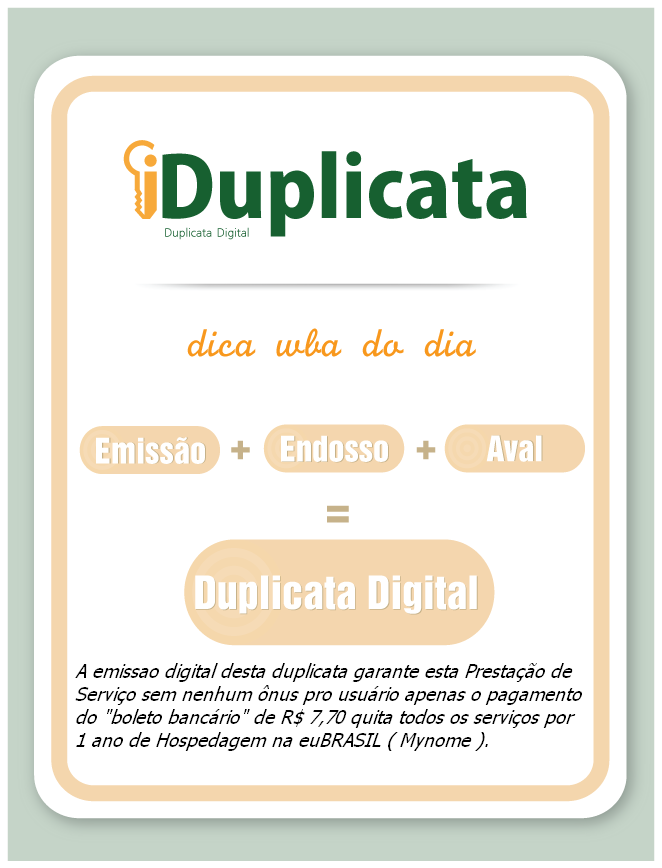 iDuplicata
Duplicata Digital
dica wba do dia
Emissão + Endosso + Aval
=
Duplicata Digital
A emissao digital desta duplicata garante esta Prestação de
Serviço sem nenhum ônus pro usuário apenas o pagamento
do "boleto bancário" de R$ 7,70 quita todos os serviços por
1 ano de Hospedagem na euBRASIL ( Mynome ).